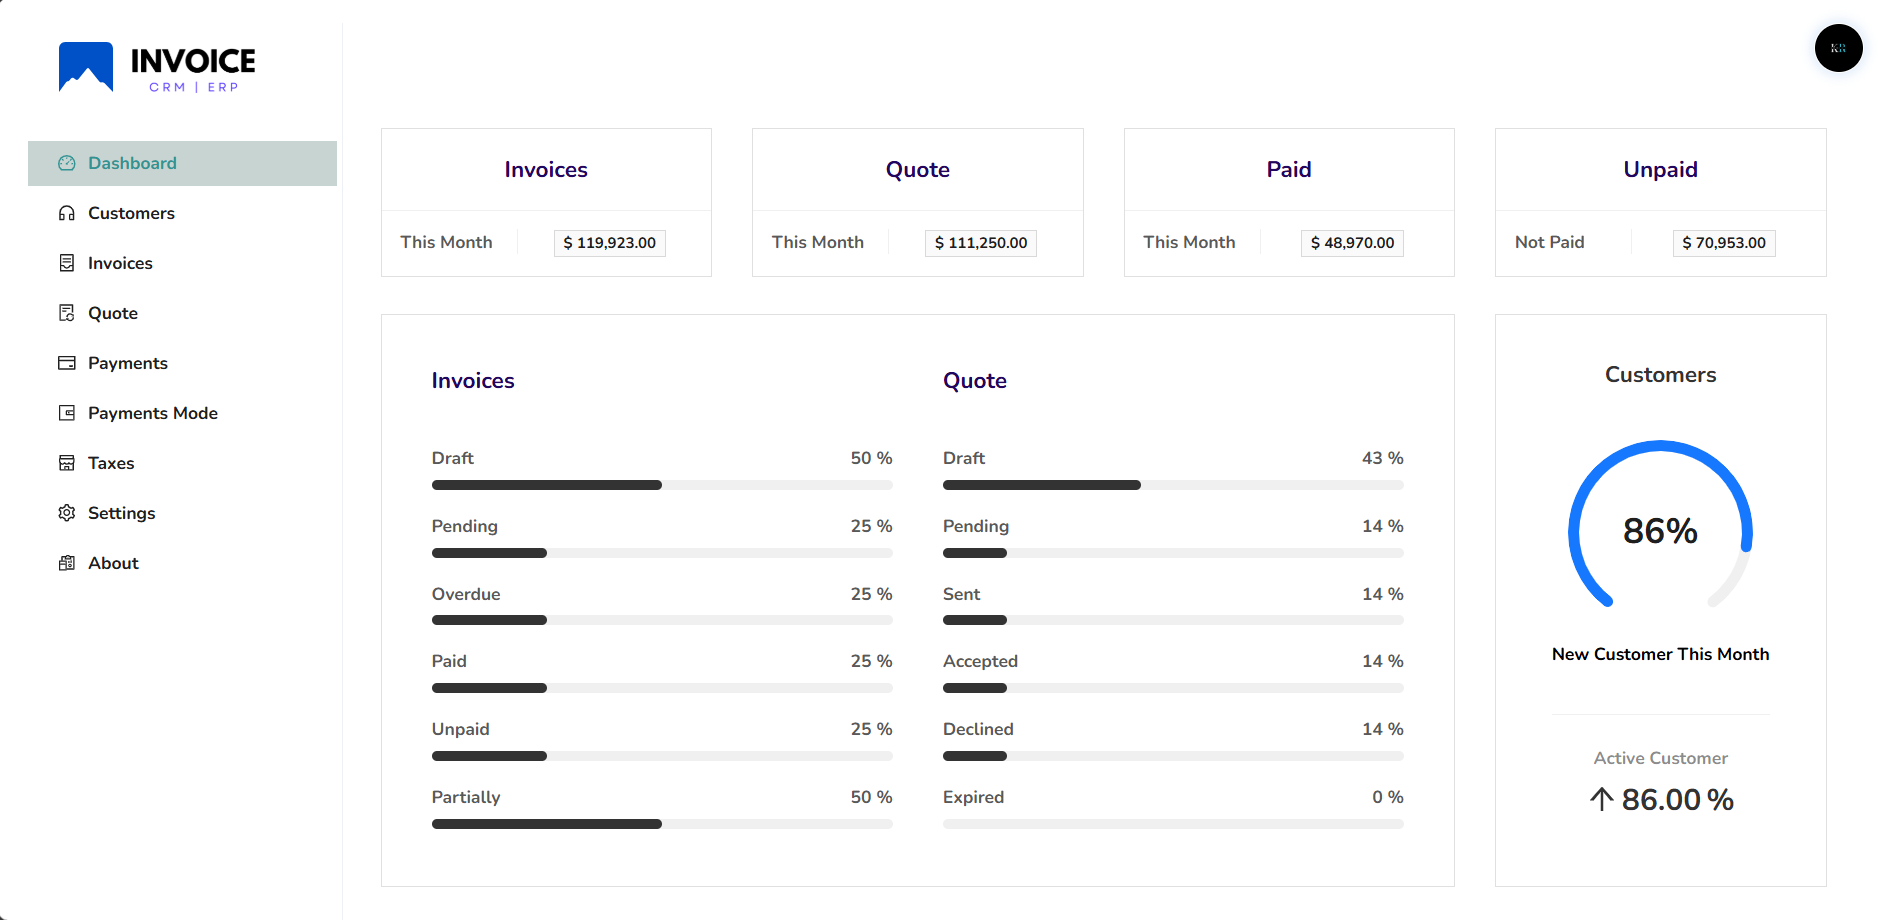 INVOICE
CRM | ERP
KR
Dashboard
Customers
Invoices
Quote
Payments
Payments Mode
Taxes
Settings
About
Invoices
This Month
$ 119,923.00
Quote
This Month
$ 111,250.00
Paid
This Month
$ 48,970.00
Unpaid
Not Paid
$ 70,953.00
Invoices
Draft 50 %
Pending 25 %
Overdue 25 %
Paid 25 %
Unpaid 25 %
Partially 50 %
Quote
Draft 43 %
Pending 14 %
Sent 14 %
Accepted 14 %
Declined 14 %
Expired 0 %
Customers
86%
New Customer This Month
Active Customer
86.00 %